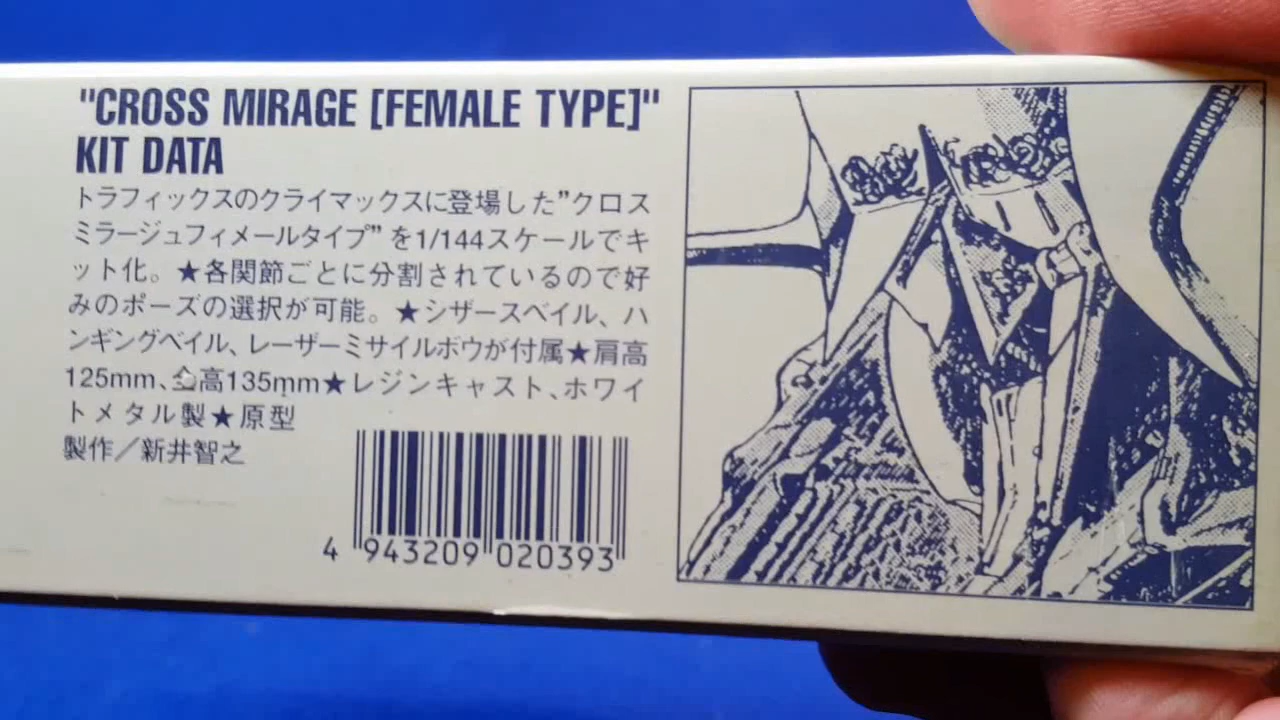 "CROSS MIRAGE [FEMALE TYPE]"
KIT DATA
トラフィックスのクライマックスに登場した”クロス
ミラージュフィメールタイプ”を1/144スケールでキ
ット化。★各関節ごとに分割されているので好
みのポーズの選択が可能。★シザースベイル、ハ
ンギングベイル、レーザーミサイルボウが付属★肩高
125mm、全高135mm★レジンキャスト、ホワイ
トメタル製★原型
製作／新井智之
4 943209 020393